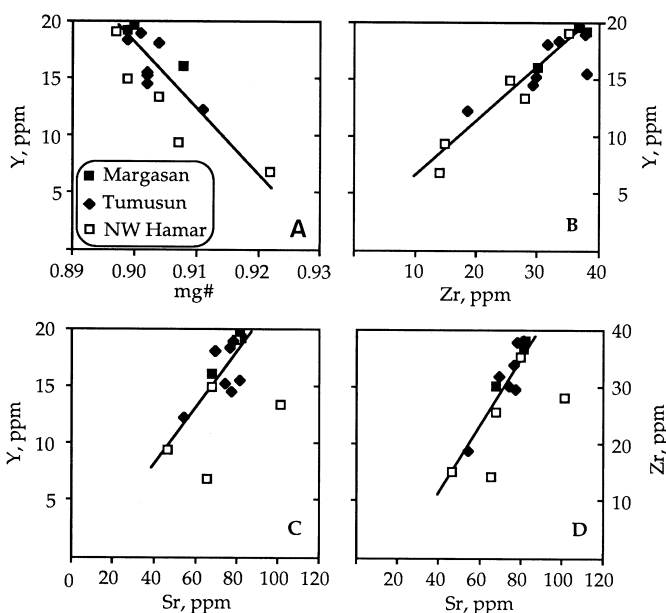 20
15
10
5
Y, ppm
■ Margasan
◆ Tumusun
□ NW Hamar
A
0.89
0.90
0.91
0.92
0.93
mg#
20
15
10
5
Y, ppm
B
10
20
30
40
Zr, ppm
20
15
10
5
Y, ppm
C
0
20
40
60
80
100
120
Sr, ppm
40
30
20
10
Zr, ppm
D
20
40
60
80
100
120
Sr, ppm